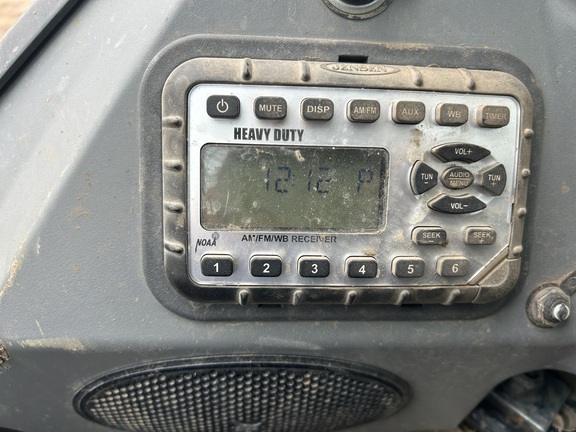 JENSEN
MUTE DISP AM/FM AUX WB TIMER
HEAVY DUTY
VOL+
12:12 P
TUN - AUDIO MENU TUN +
VOL-
NOAA AM/FM/WB RECEIVER SEEK - SEEK +
1 2 3 4 5 6